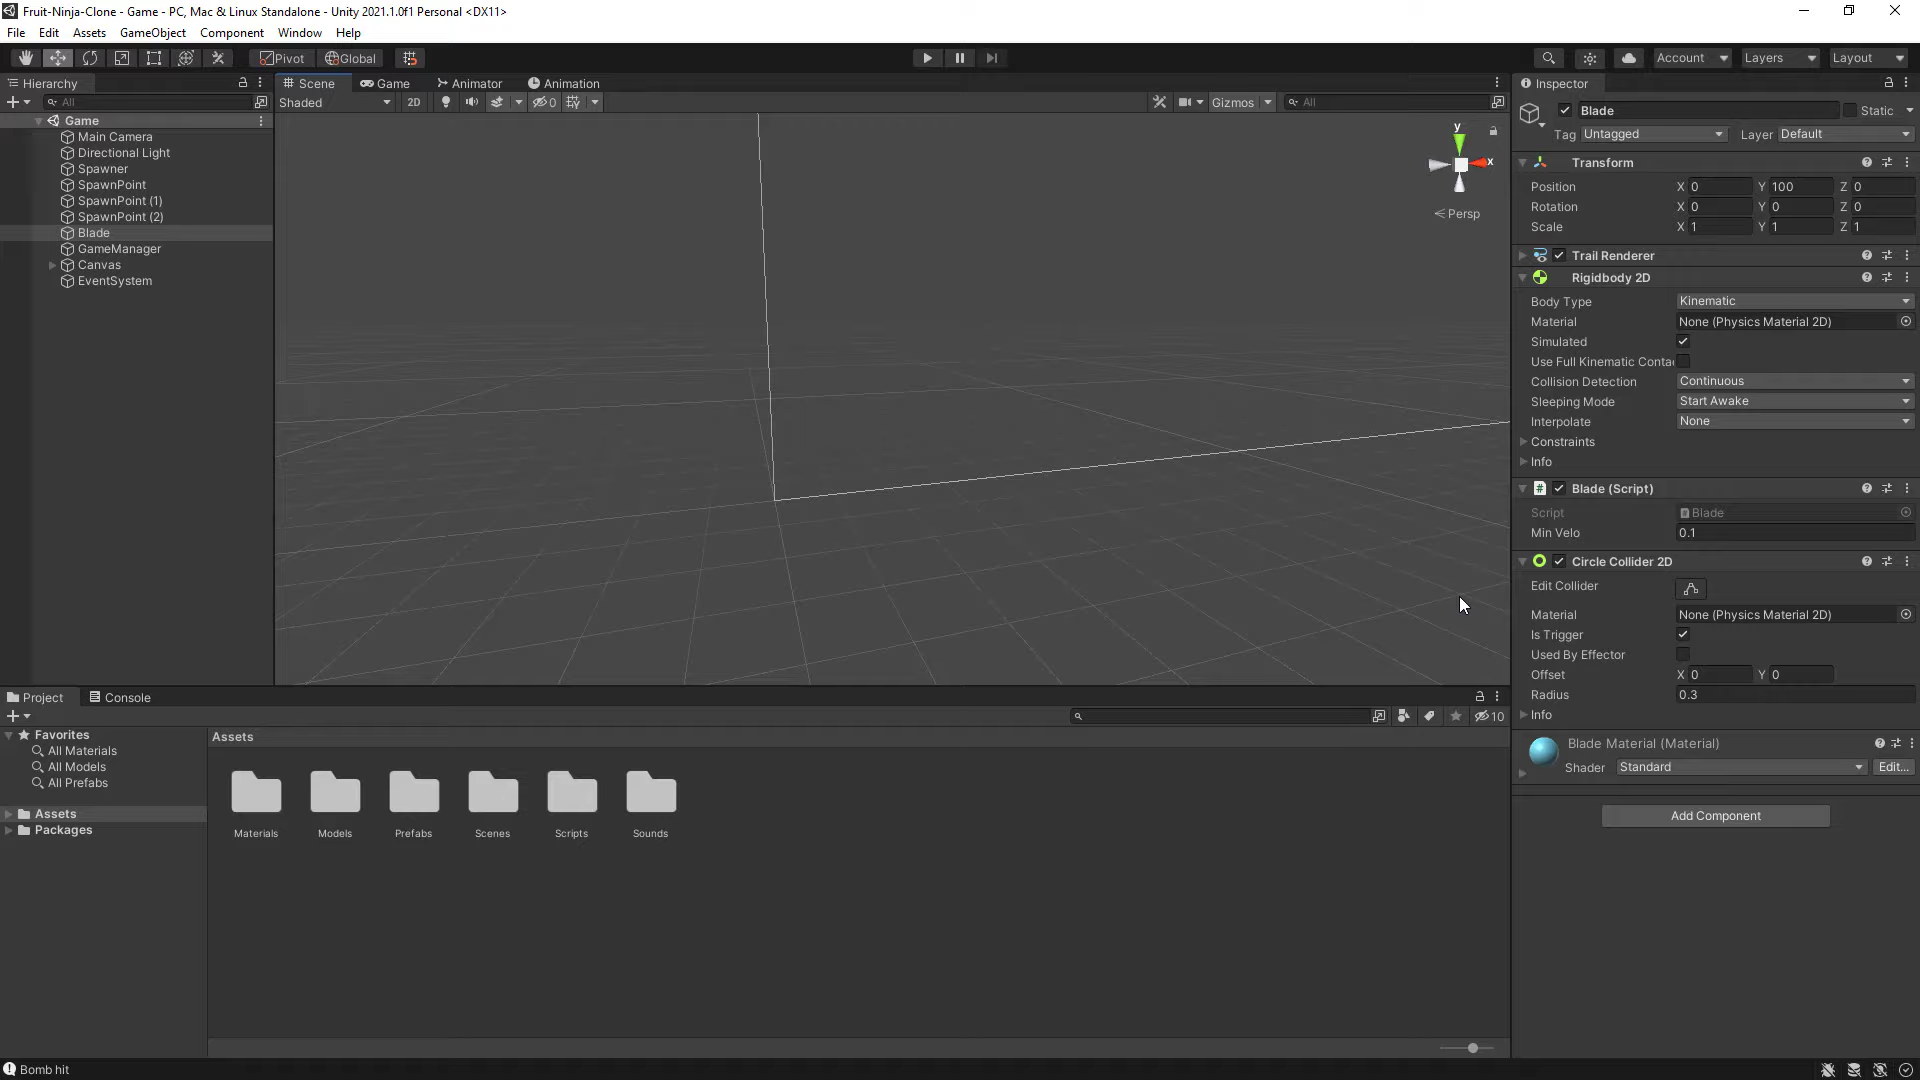 Fruit-Ninja-Clone - Game - PC, Mac & Linux Standalone - Unity 2021.1.0f1 Personal <DX11>
File Edit Assets GameObject Component Window Help
Pivot Global Account Layers Layout
Hierarchy
All
Game
Main Camera
Directional Light
Spawner
SpawnPoint
SpawnPoint (1)
SpawnPoint (2)
Blade
GameManager
Canvas
EventSystem
Scene Game Animator Animation
Shaded 2D 0 Gizmos All
y
x
Persp
Inspector
Blade Static
Tag Untagged Layer Default
Transform
Position X 0 Y 100 Z 0
Rotation X 0 Y 0 Z 0
Scale X 1 Y 1 Z 1
Trail Renderer
Rigidbody 2D
Body Type Kinematic
Material None (Physics Material 2D)
Simulated
Use Full Kinematic Conta
Collision Detection Continuous
Sleeping Mode Start Awake
Interpolate None
Constraints
Info
# Blade (Script)
Script Blade
Min Velo 0.1
Circle Collider 2D
Edit Collider
Material None (Physics Material 2D)
Is Trigger
Used By Effector
Offset X 0 Y 0
Radius 0.3
Info
Blade Material (Material)
Shader Standard Edit...
Add Component
Project Console
10
Favorites
All Materials
All Models
All Prefabs
Assets
Packages
Assets
Materials Models Prefabs Scenes Scripts Sounds
Bomb hit